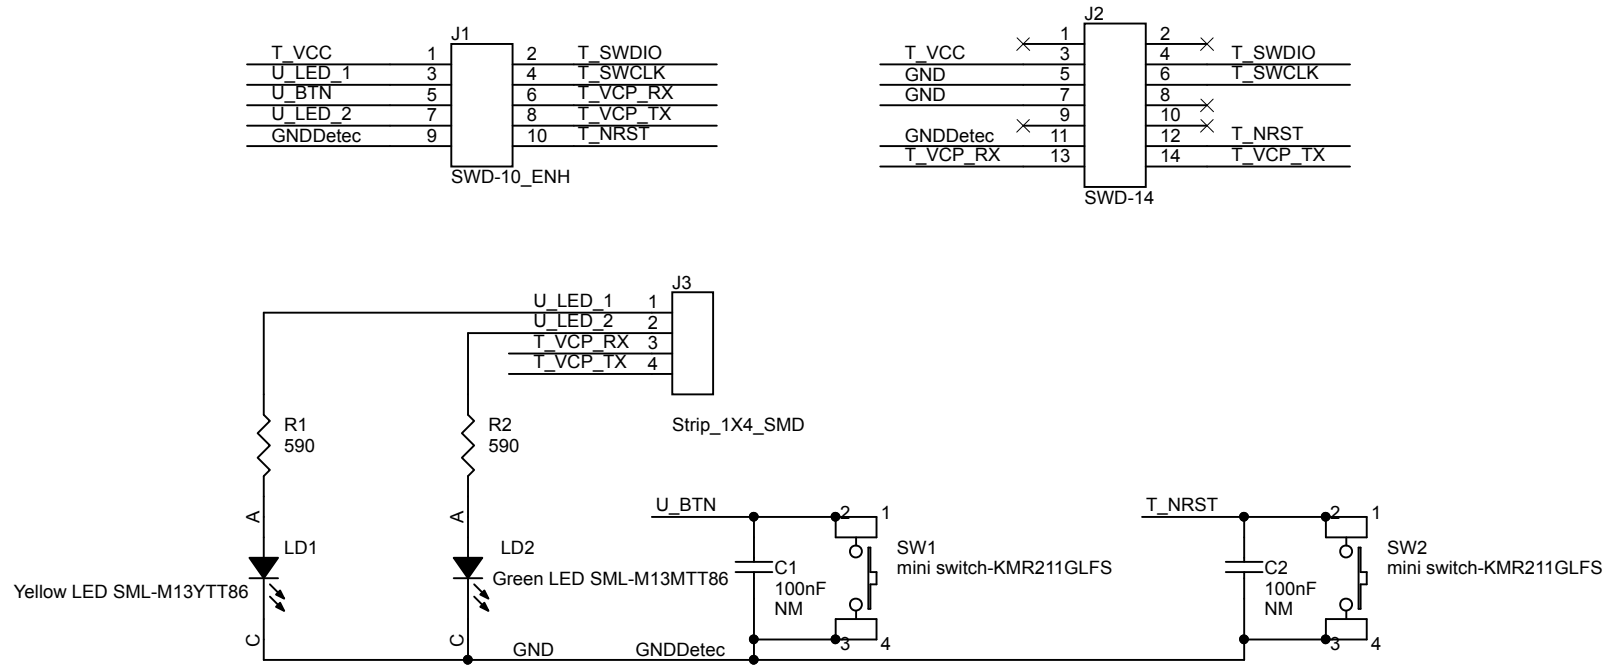 J1
T_VCC 1 2 T_SWDIO
U_LED_1 3 4 T_SWCLK
U_BTN 5 6 T_VCP_RX
U_LED_2 7 8 T_VCP_TX
GNDDetec 9 10 T_NRST
SWD-10_ENH
J2
1 2
T_VCC 3 4 T_SWDIO
GND 5 6 T_SWCLK
GND 7 8
9 10
GNDDetec 11 12 T_NRST
T_VCP_RX 13 14 T_VCP_TX
SWD-14
J3
U_LED_1 1
U_LED_2 2
T_VCP_RX 3
T_VCP_TX 4
Strip_1X4_SMD
R1
590
R2
590
A
LD1
Yellow LED SML-M13YTT86
C
A
LD2
Green LED SML-M13MTT86
C
GND
GNDDetec
U_BTN
C1
100nF
NM
2 1
SW1
mini switch-KMR211GLFS
3 4
T_NRST
C2
100nF
NM
2 1
SW2
mini switch-KMR211GLFS
3 4